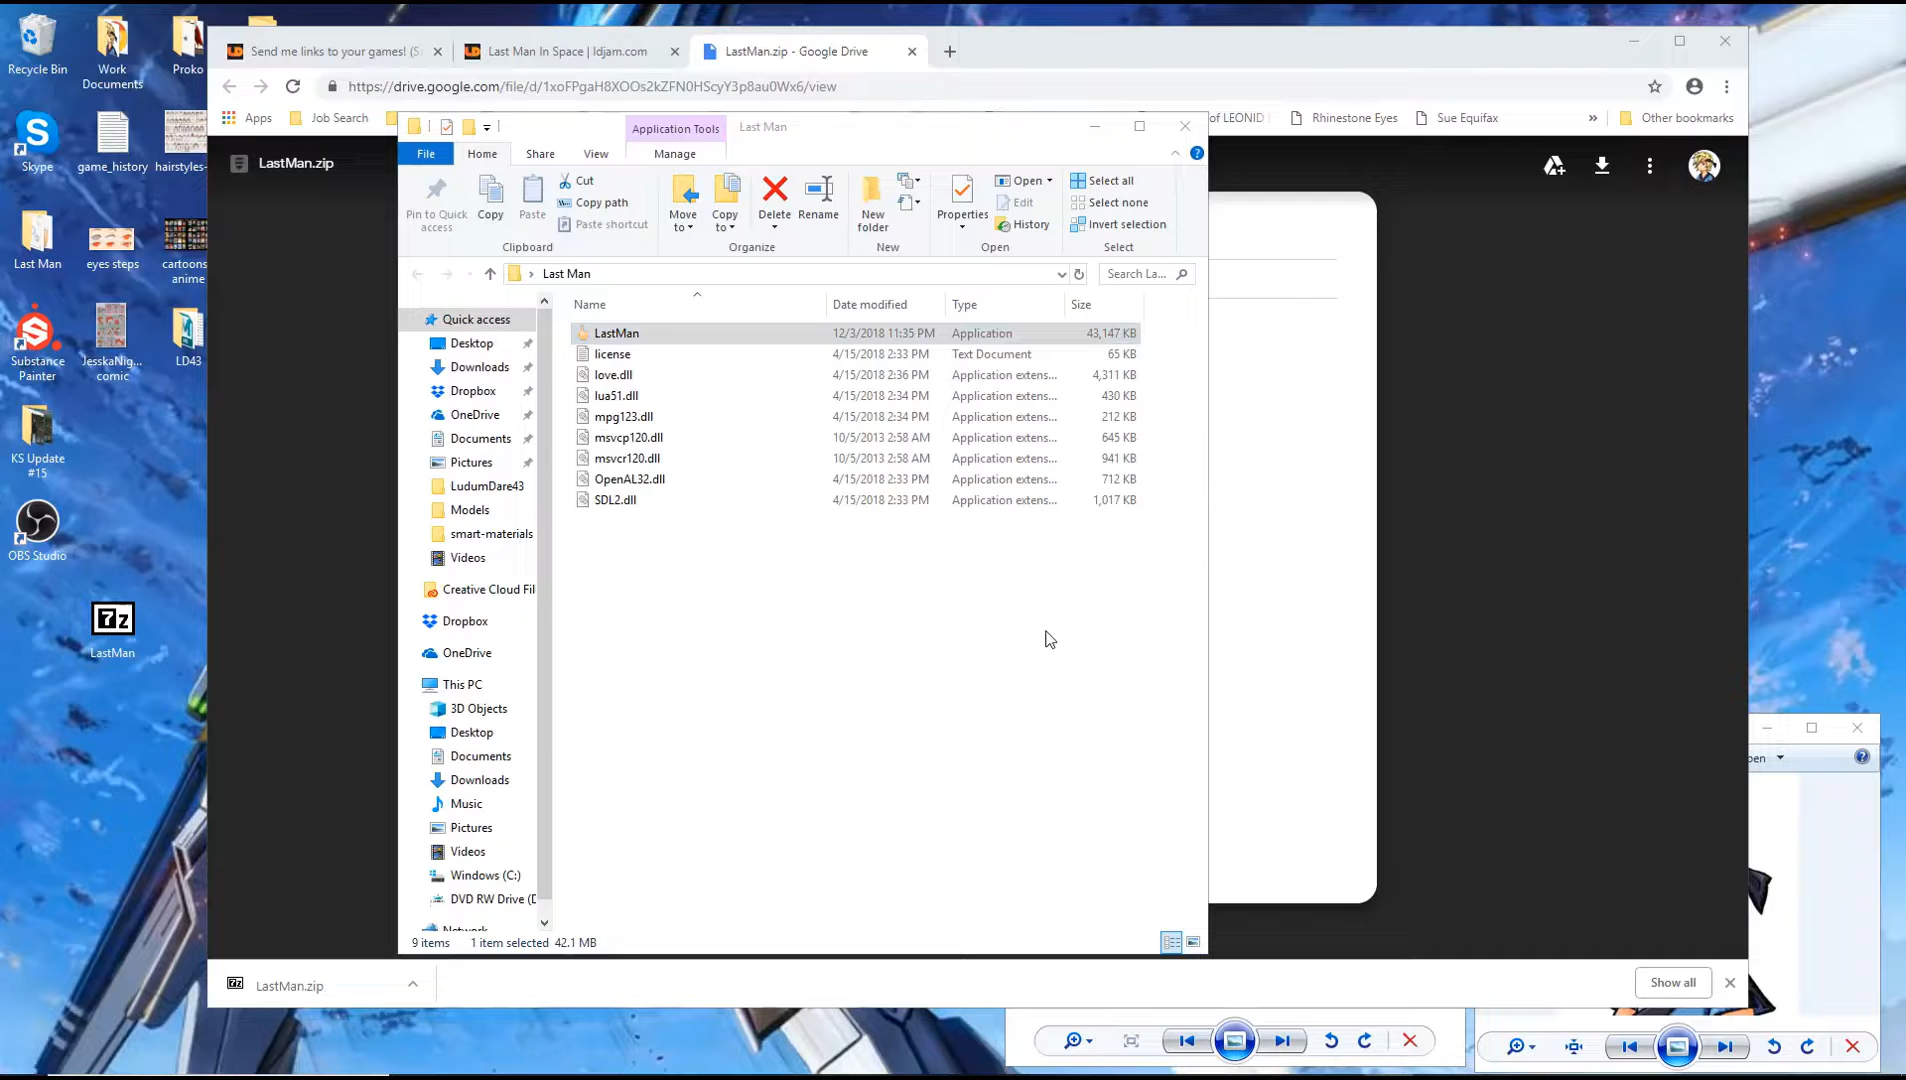 Recycle Bin
Work Documents
Proko
Skype
game_history
hairstyles-
Last Man
eyes steps
cartoons anime
Substance Painter
JesskaNig... comic
LD43
KS Update #15
OBS Studio
7z
LastMan
Send me links to your games! (S
Last Man In Space | ldjam.com
LastMan.zip - Google Drive
https://drive.google.com/file/d/1xoFPgaH8XOOs2kZFN0HScyY3p8au0Wx6/view
Apps
Job Search
of LEONID
Rhinestone Eyes
Sue Equifax
»
Other bookmarks
LastMan.zip
Application Tools
Last Man
File
Home
Share
View
Manage
Pin to Quick access
Copy
Paste
Cut
Copy path
Paste shortcut
Clipboard
Move to
Copy to
Delete
Rename
Organize
New folder
New
Properties
Open
Edit
History
Open
Select all
Select none
Invert selection
Select
Last Man
Search La...
Name
Date modified
Type
Size
LastMan 12/3/2018 11:35 PM Application 43,147 KB
license 4/15/2018 2:33 PM Text Document 65 KB
love.dll 4/15/2018 2:36 PM Application extens... 4,311 KB
lua51.dll 4/15/2018 2:34 PM Application extens... 430 KB
mpg123.dll 4/15/2018 2:34 PM Application extens... 212 KB
msvcp120.dll 10/5/2013 2:58 AM Application extens... 645 KB
msvcr120.dll 10/5/2013 2:58 AM Application extens... 941 KB
OpenAL32.dll 4/15/2018 2:33 PM Application extens... 712 KB
SDL2.dll 4/15/2018 2:33 PM Application extens... 1,017 KB
Quick access
Desktop
Downloads
Dropbox
OneDrive
Documents
Pictures
LudumDare43
Models
smart-materials
Videos
Creative Cloud Fil
Dropbox
OneDrive
This PC
3D Objects
Desktop
Documents
Downloads
Music
Pictures
Videos
Windows (C:)
DVD RW Drive (D
Network
9 items 1 item selected 42.1 MB
pen
LastMan.zip
Show all